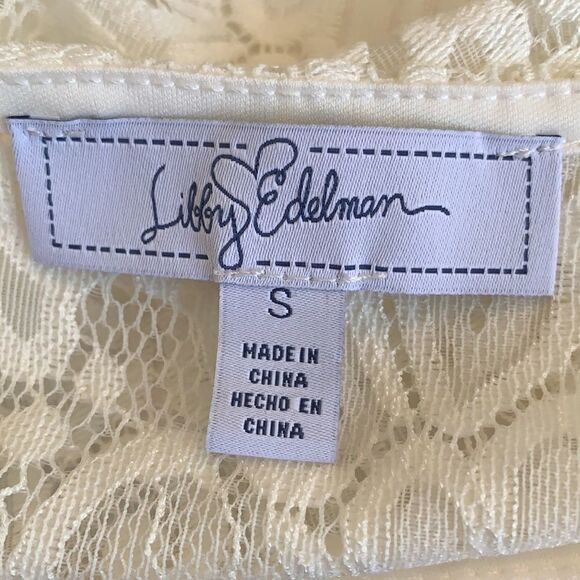 Libby Edelman
S
MADE IN
CHINA
HECHO EN
CHINA